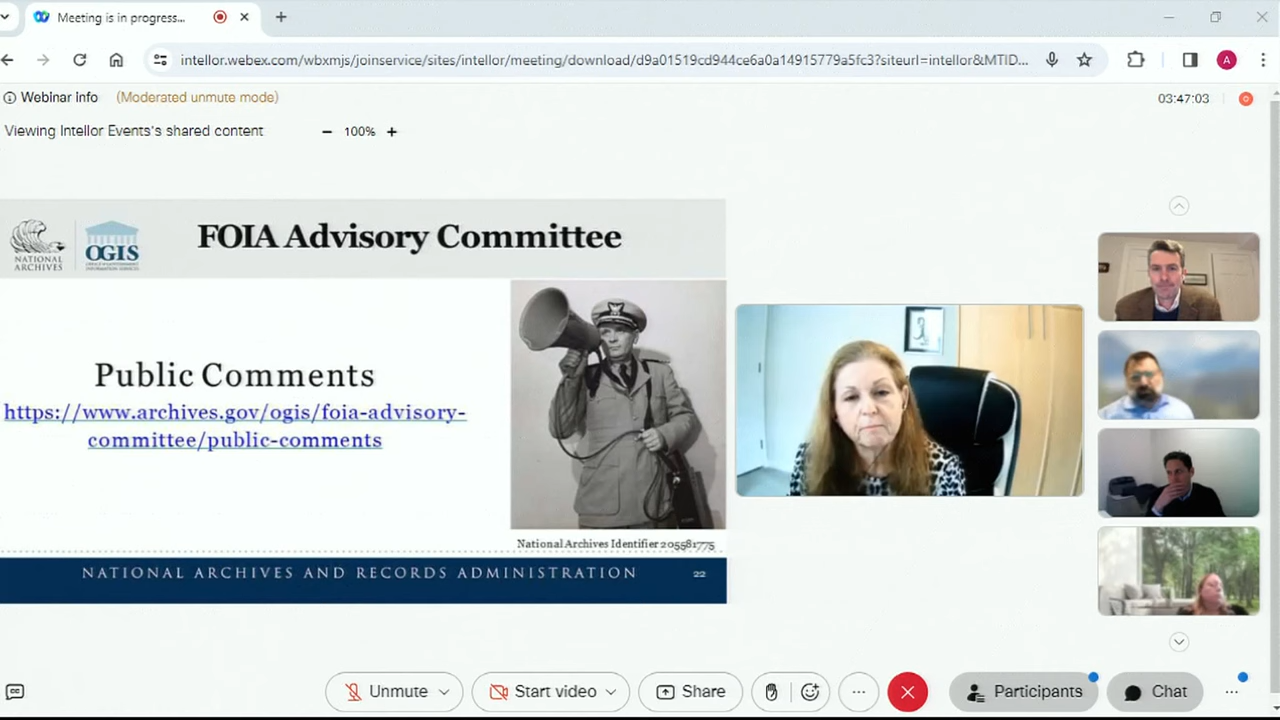 Meeting is in progress...
intellor.webex.com/wbxmjs/joinservice/sites/intellor/meeting/download/d9a01519cd944ce6a0a14915779a5fc3?siteurl=intellor&MTID...
A
Webinar info (Moderated unmute mode)
03:47:03
Viewing Intellor Events's shared content
100%
FOIA Advisory Committee
NATIONAL
ARCHIVES
OGIS
Public Comments
https://www.archives.gov/ogis/foia-advisory-
committee/public-comments
National Archives Identifier 205581775
NATIONAL ARCHIVES AND RECORDS ADMINISTRATION 22
Unmute
Start video
Share
Participants
Chat